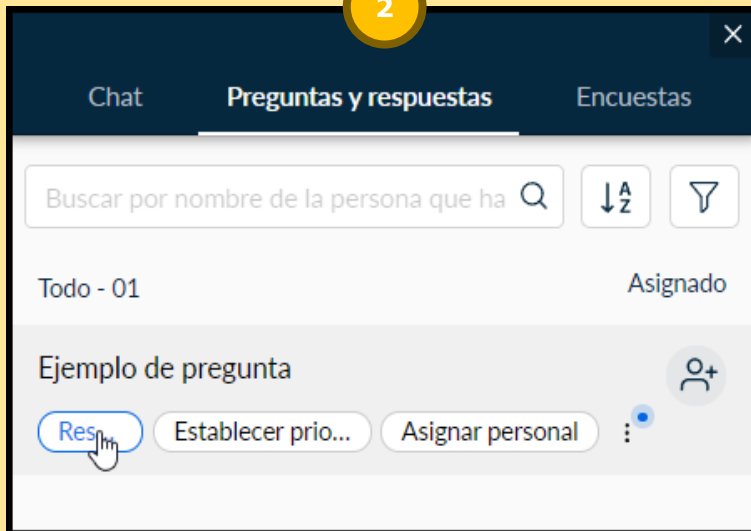 2
Chat Preguntas y respuestas Encuestas
Buscar por nombre de la persona que ha
A
Z
Todo - 01 Asignado
Ejemplo de pregunta
Res... Establecer prio... Asignar personal